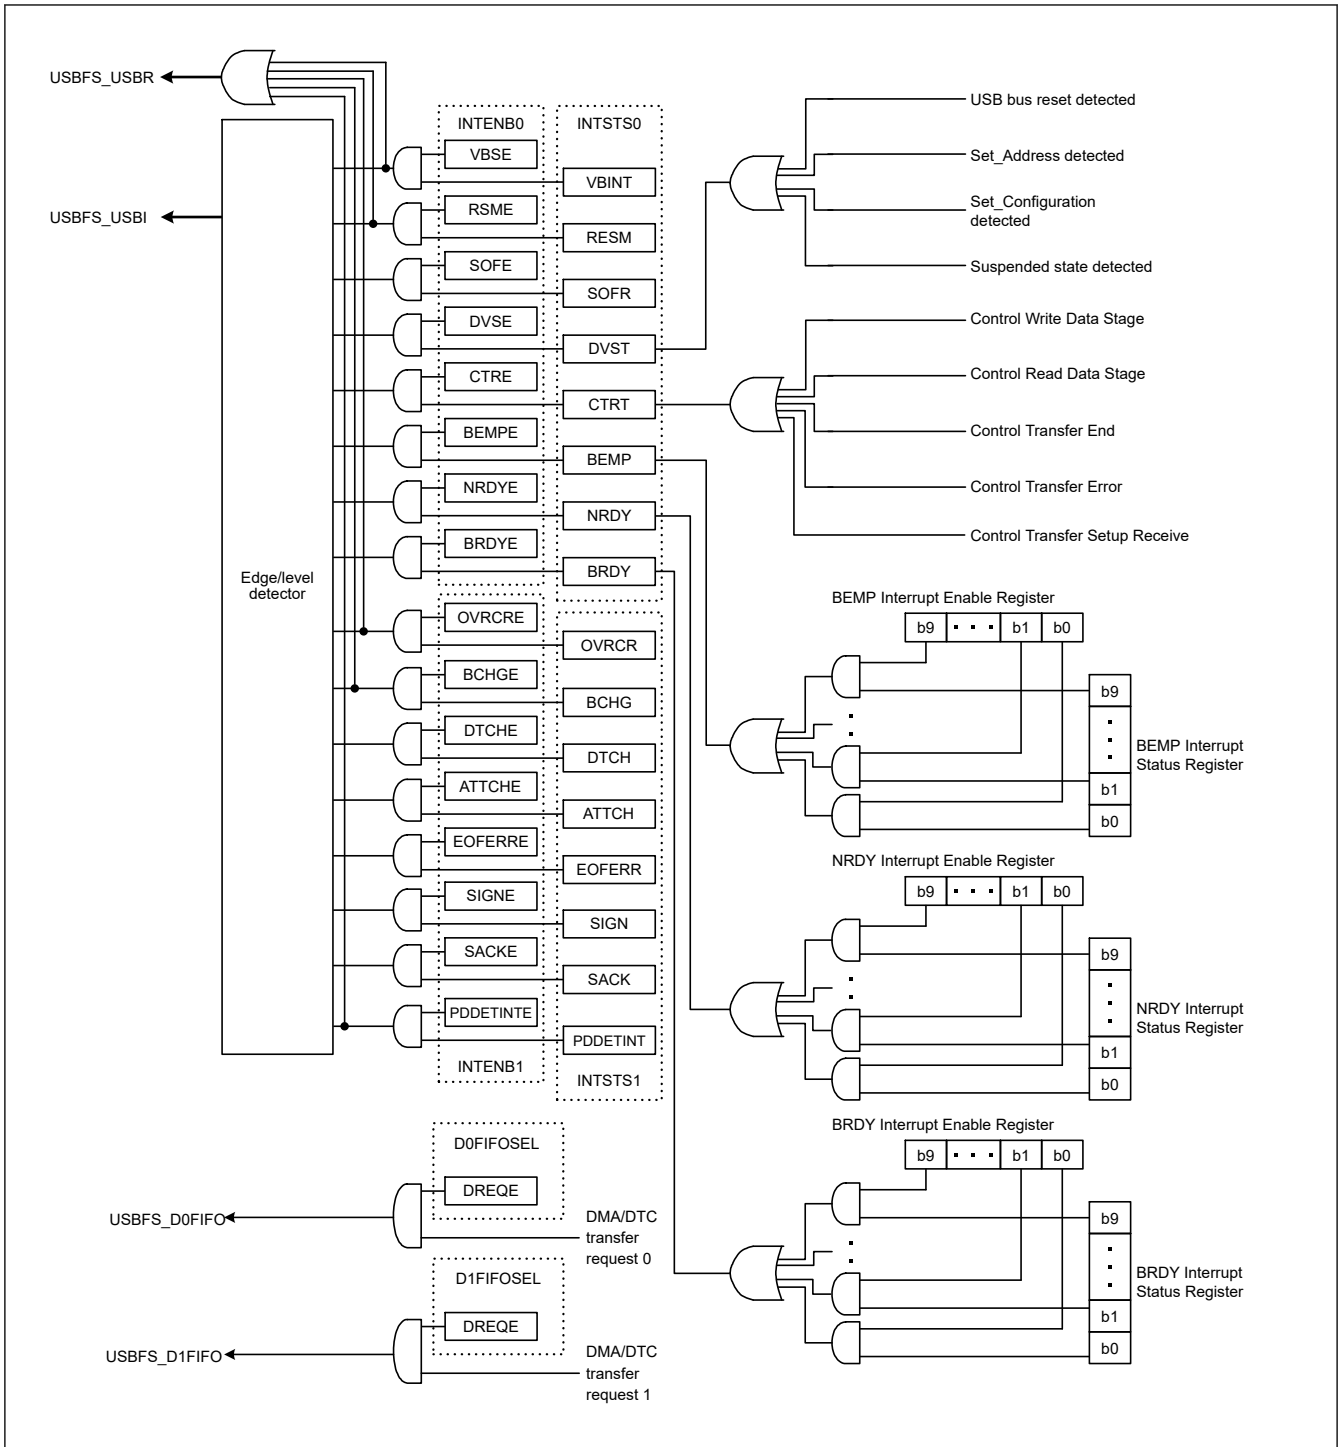 USBFS_USBR
USBFS_USBI
Edge/level
detector
INTENB0
VBSE
RSME
SOFE
DVSE
CTRE
BEMPE
NRDYE
BRDYE
OVRCRE
BCHGE
DTCHE
ATTCHE
EOFERRE
SIGNE
SACKE
PDDETINTE
INTENB1
INTSTS0
VBINT
RESM
SOFR
DVST
CTRT
BEMP
NRDY
BRDY
OVRCR
BCHG
DTCH
ATTCH
EOFERR
SIGN
SACK
PDDETINT
INTSTS1
USB bus reset detected
Set_Address detected
Set_Configuration
detected
Suspended state detected
Control Write Data Stage
Control Read Data Stage
Control Transfer End
Control Transfer Error
Control Transfer Setup Receive
BEMP Interrupt Enable Register
b9 · · · b1 b0
b9
b1
b0
BEMP Interrupt
Status Register
NRDY Interrupt Enable Register
b9 · · · b1 b0
b9
b1
b0
NRDY Interrupt
Status Register
BRDY Interrupt Enable Register
b9 · · · b1 b0
b9
b1
b0
BRDY Interrupt
Status Register
D0FIFOSEL
DREQE
USBFS_D0FIFO
DMA/DTC
transfer
request 0
D1FIFOSEL
DREQE
USBFS_D1FIFO
DMA/DTC
transfer
request 1